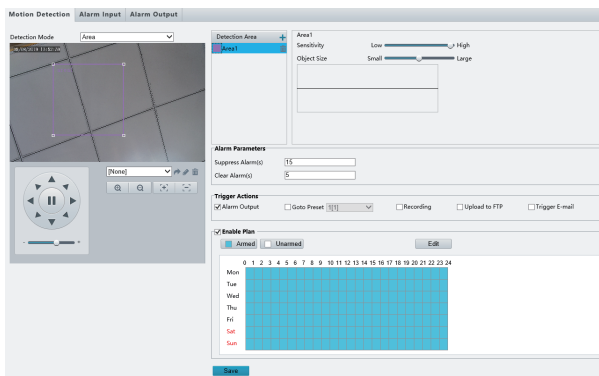 Motion Detection Alarm Input Alarm Output
Detection Mode Area
Detection Area +
Area1
Area1
Sensitivity Low High
Object Size Small Large
[None]
Alarm Parameters
Suppress Alarm(s) 15
Clear Alarm(s) 5
Trigger Actions
Alarm Output Goto Preset 1[1] Recording Upload to FTP Trigger E-mail
- +
Enable Plan
Armed Unarmed Edit
0 1 2 3 4 5 6 7 8 9 10 11 12 13 14 15 16 17 18 19 20 21 22 23 24
Mon
Tue
Wed
Thu
Fri
Sat
Sun
Save